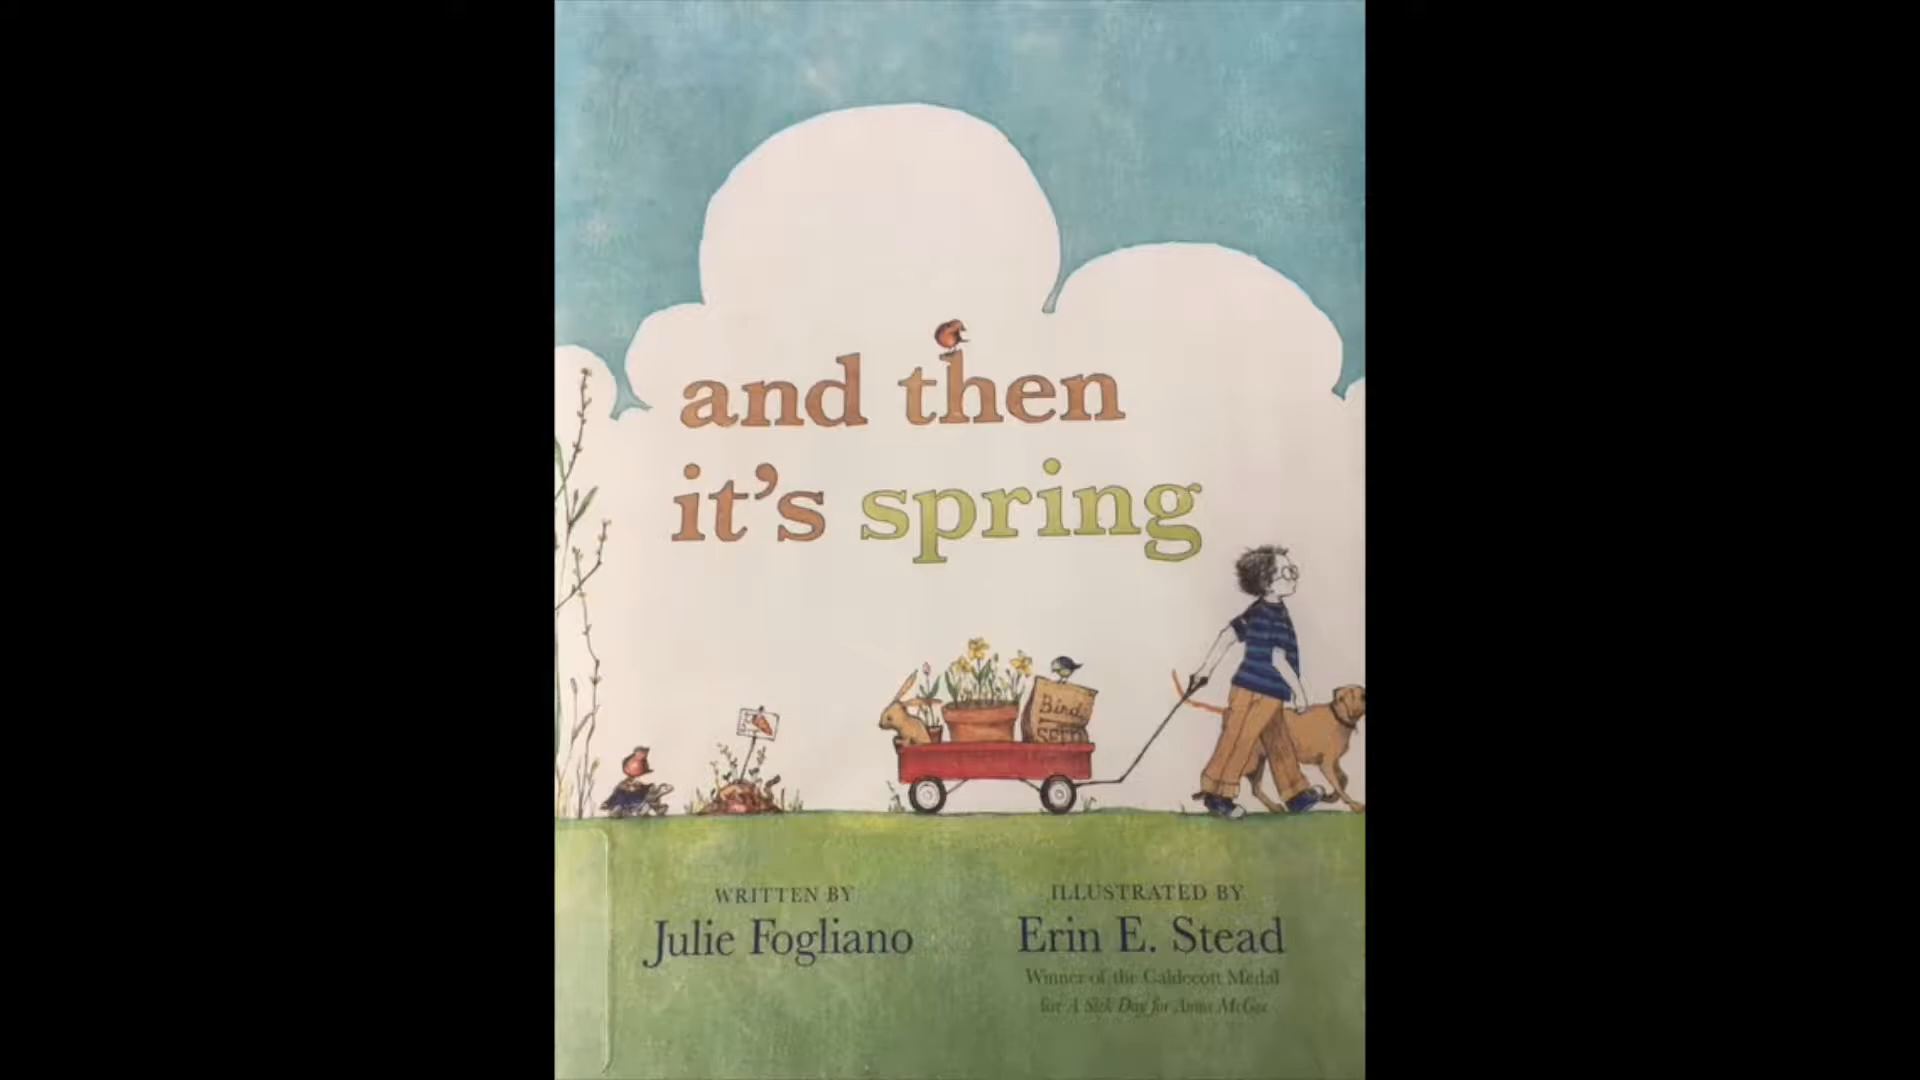 and then
it's spring
Bird
SEED
WRITTEN BY
Julie Fogliano
ILLUSTRATED BY
Erin E. Stead
Winner of the Caldecott Medal
for A Sick Day for Amos McGee